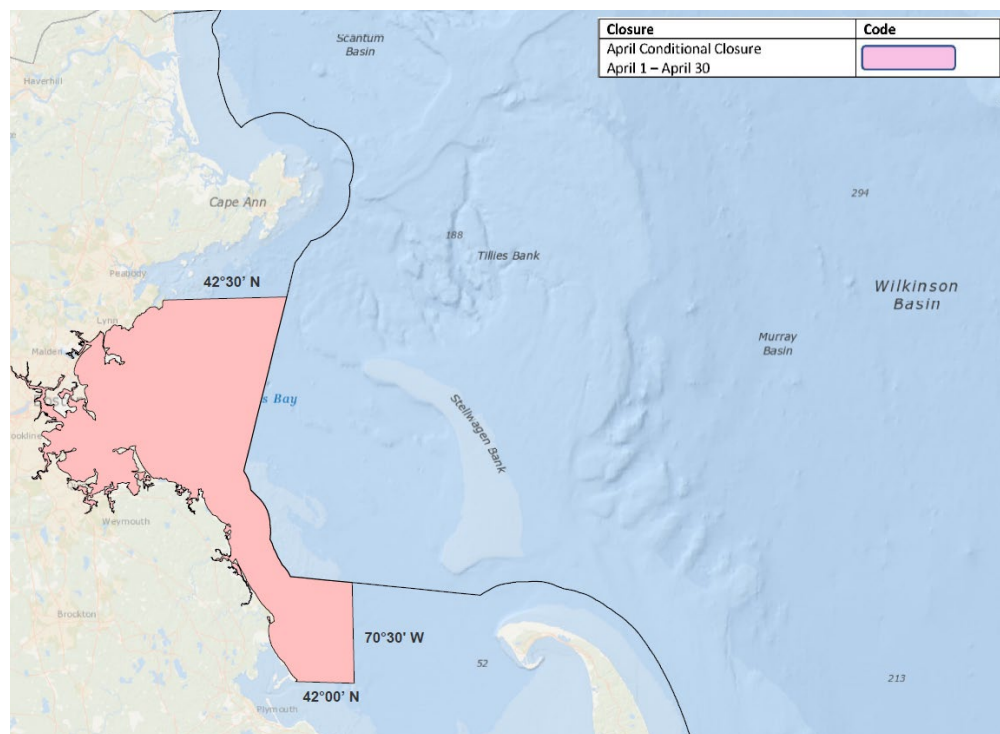 Closure Code
April Conditional Closure
April 1 – April 30
Scantum
Basin
Haverhill
Cape Ann
294
188
Tillies Bank
Peabody
42°30' N
Wilkinson
Basin
Lynn
Murray
Basin
Malden
s Bay
Stellwagen Bank
ookline
Weymouth
Brockton
70°30' W
52
213
42°00' N
Plymouth